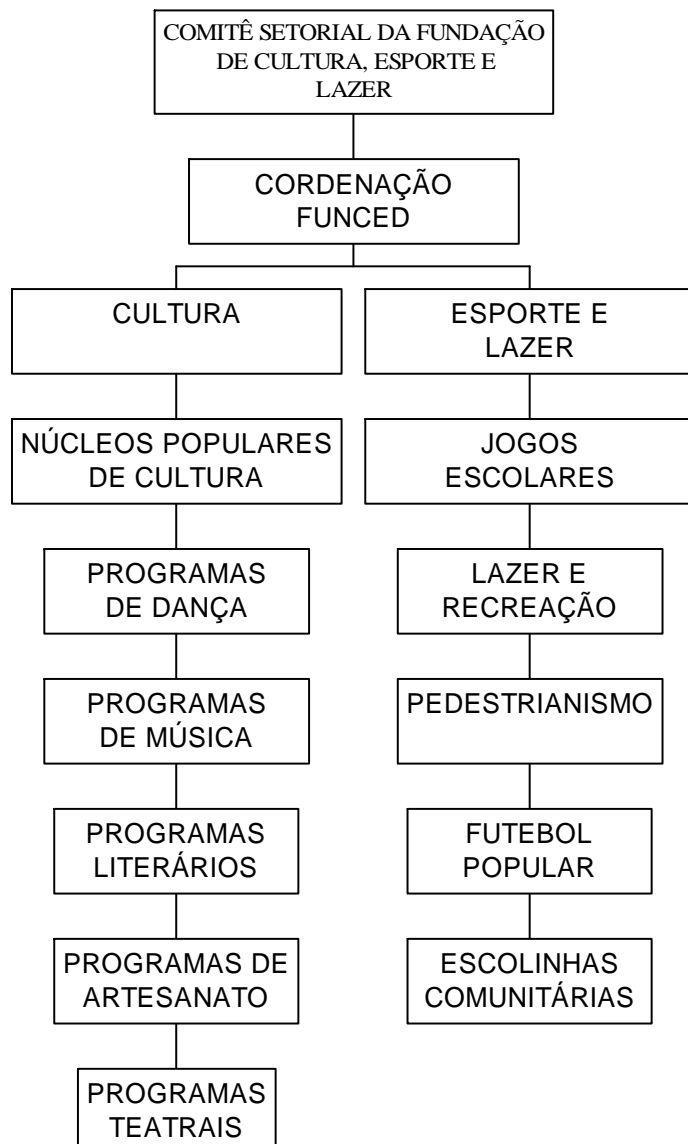 COMITÊ SETORIAL DA FUNDAÇÃO
DE CULTURA, ESPORTE E
LAZER
CORDENAÇÃO
FUNCED
CULTURA
ESPORTE E
LAZER
NÚCLEOS POPULARES
DE CULTURA
JOGOS
ESCOLARES
PROGRAMAS
DE DANÇA
LAZER E
RECREAÇÃO
PROGRAMAS
DE MÚSICA
PEDESTRIANISMO
PROGRAMAS
LITERÁRIOS
FUTEBOL
POPULAR
PROGRAMAS DE
ARTESANATO
ESCOLINHAS
COMUNITÁRIAS
PROGRAMAS
TEATRAIS